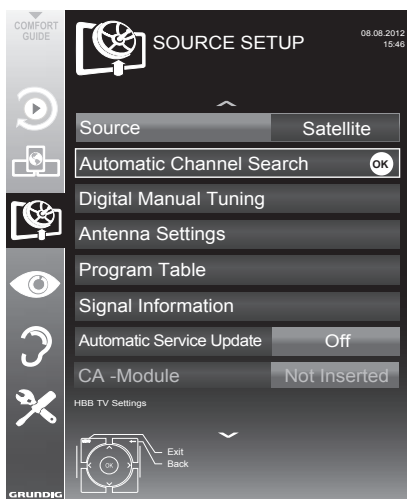 COMFORT
GUIDE
SOURCE SETUP
08.08.2012
15:46
Source Satellite
Automatic Channel Search OK
Digital Manual Tuning
Antenna Settings
Program Table
Signal Information
Automatic Service Update Off
CA -Module Not Inserted
HBB TV Settings
Exit
OK Back
GRUNDIG